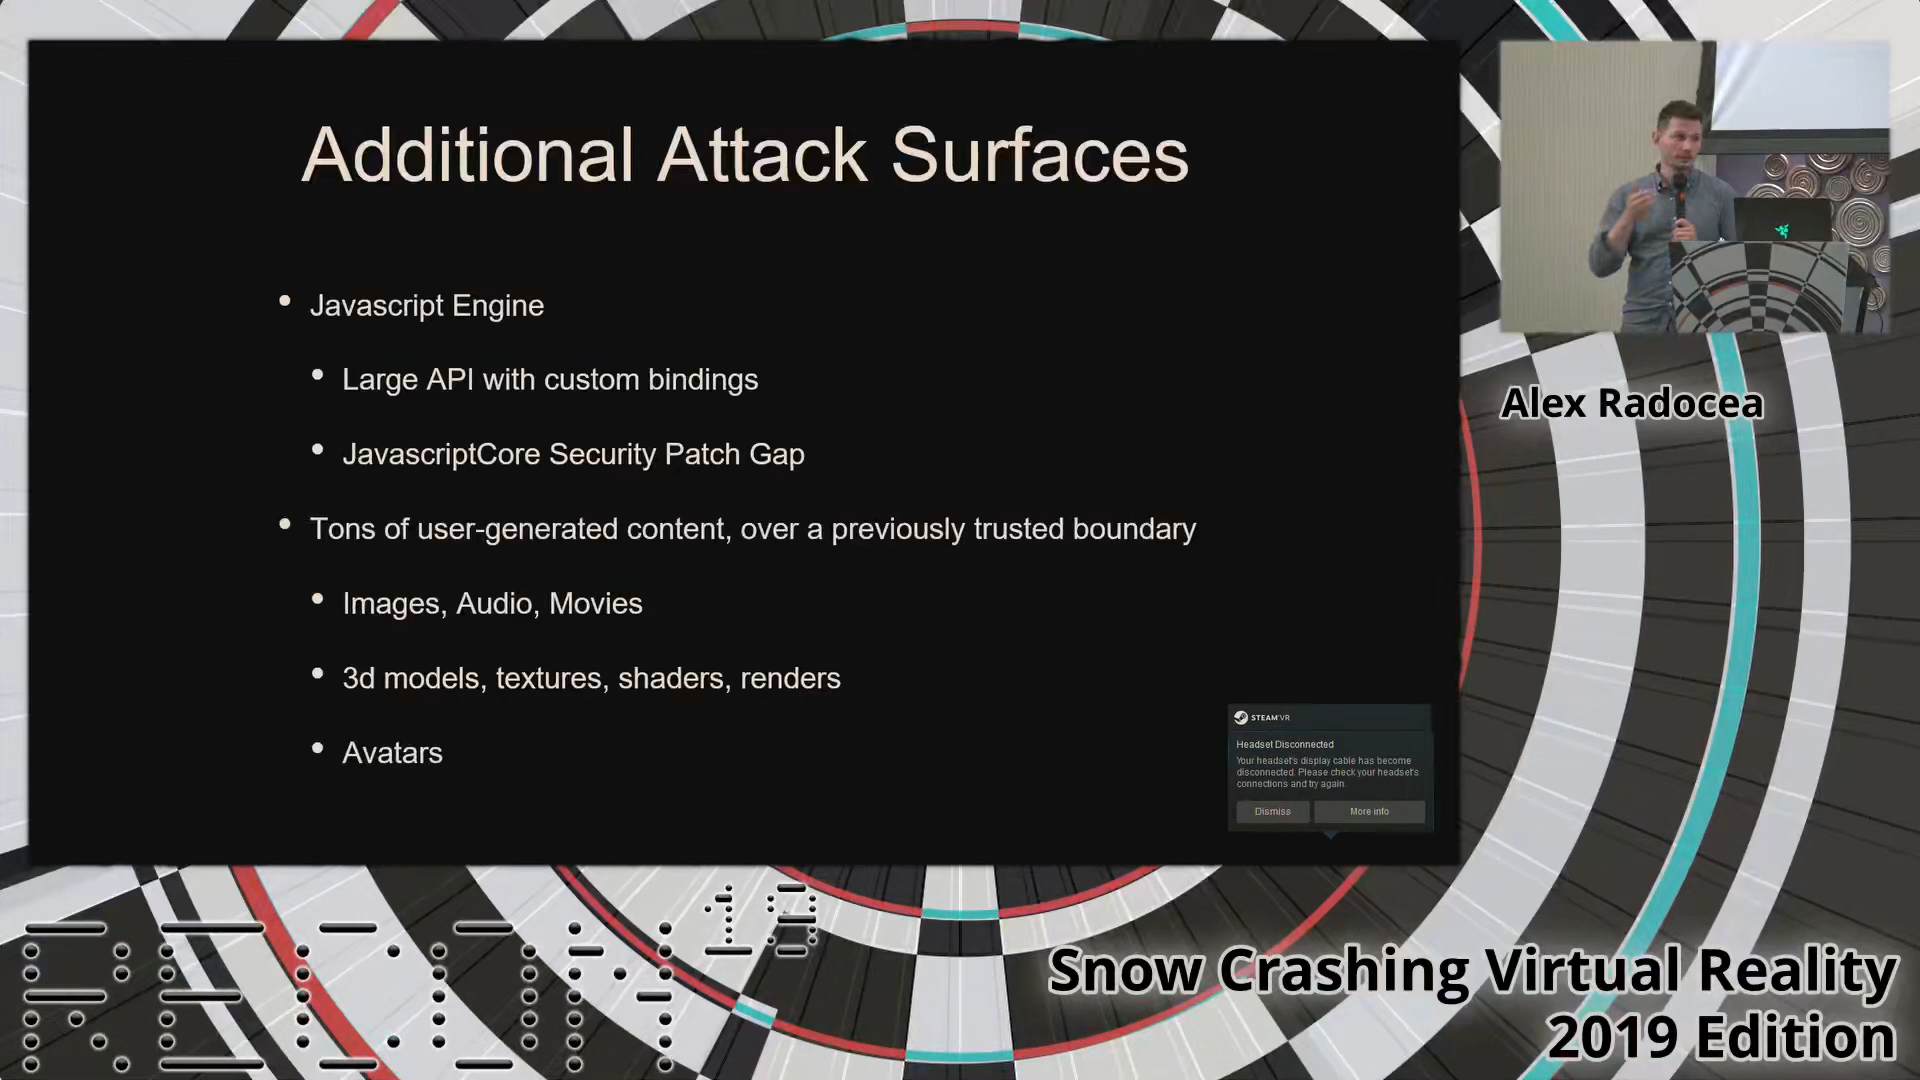 Additional Attack Surfaces
Javascript Engine
Large API with custom bindings
JavascriptCore Security Patch Gap
Tons of user-generated content, over a previously trusted boundary
Images, Audio, Movies
3d models, textures, shaders, renders
Avatars
STEAMVR
Headset Disconnected
Your headset's display cable has become
disconnected. Please check your headset's
connections and try again.
Dismiss
More info
Alex Radocea
RECON 19
Snow Crashing Virtual Reality
2019 Edition